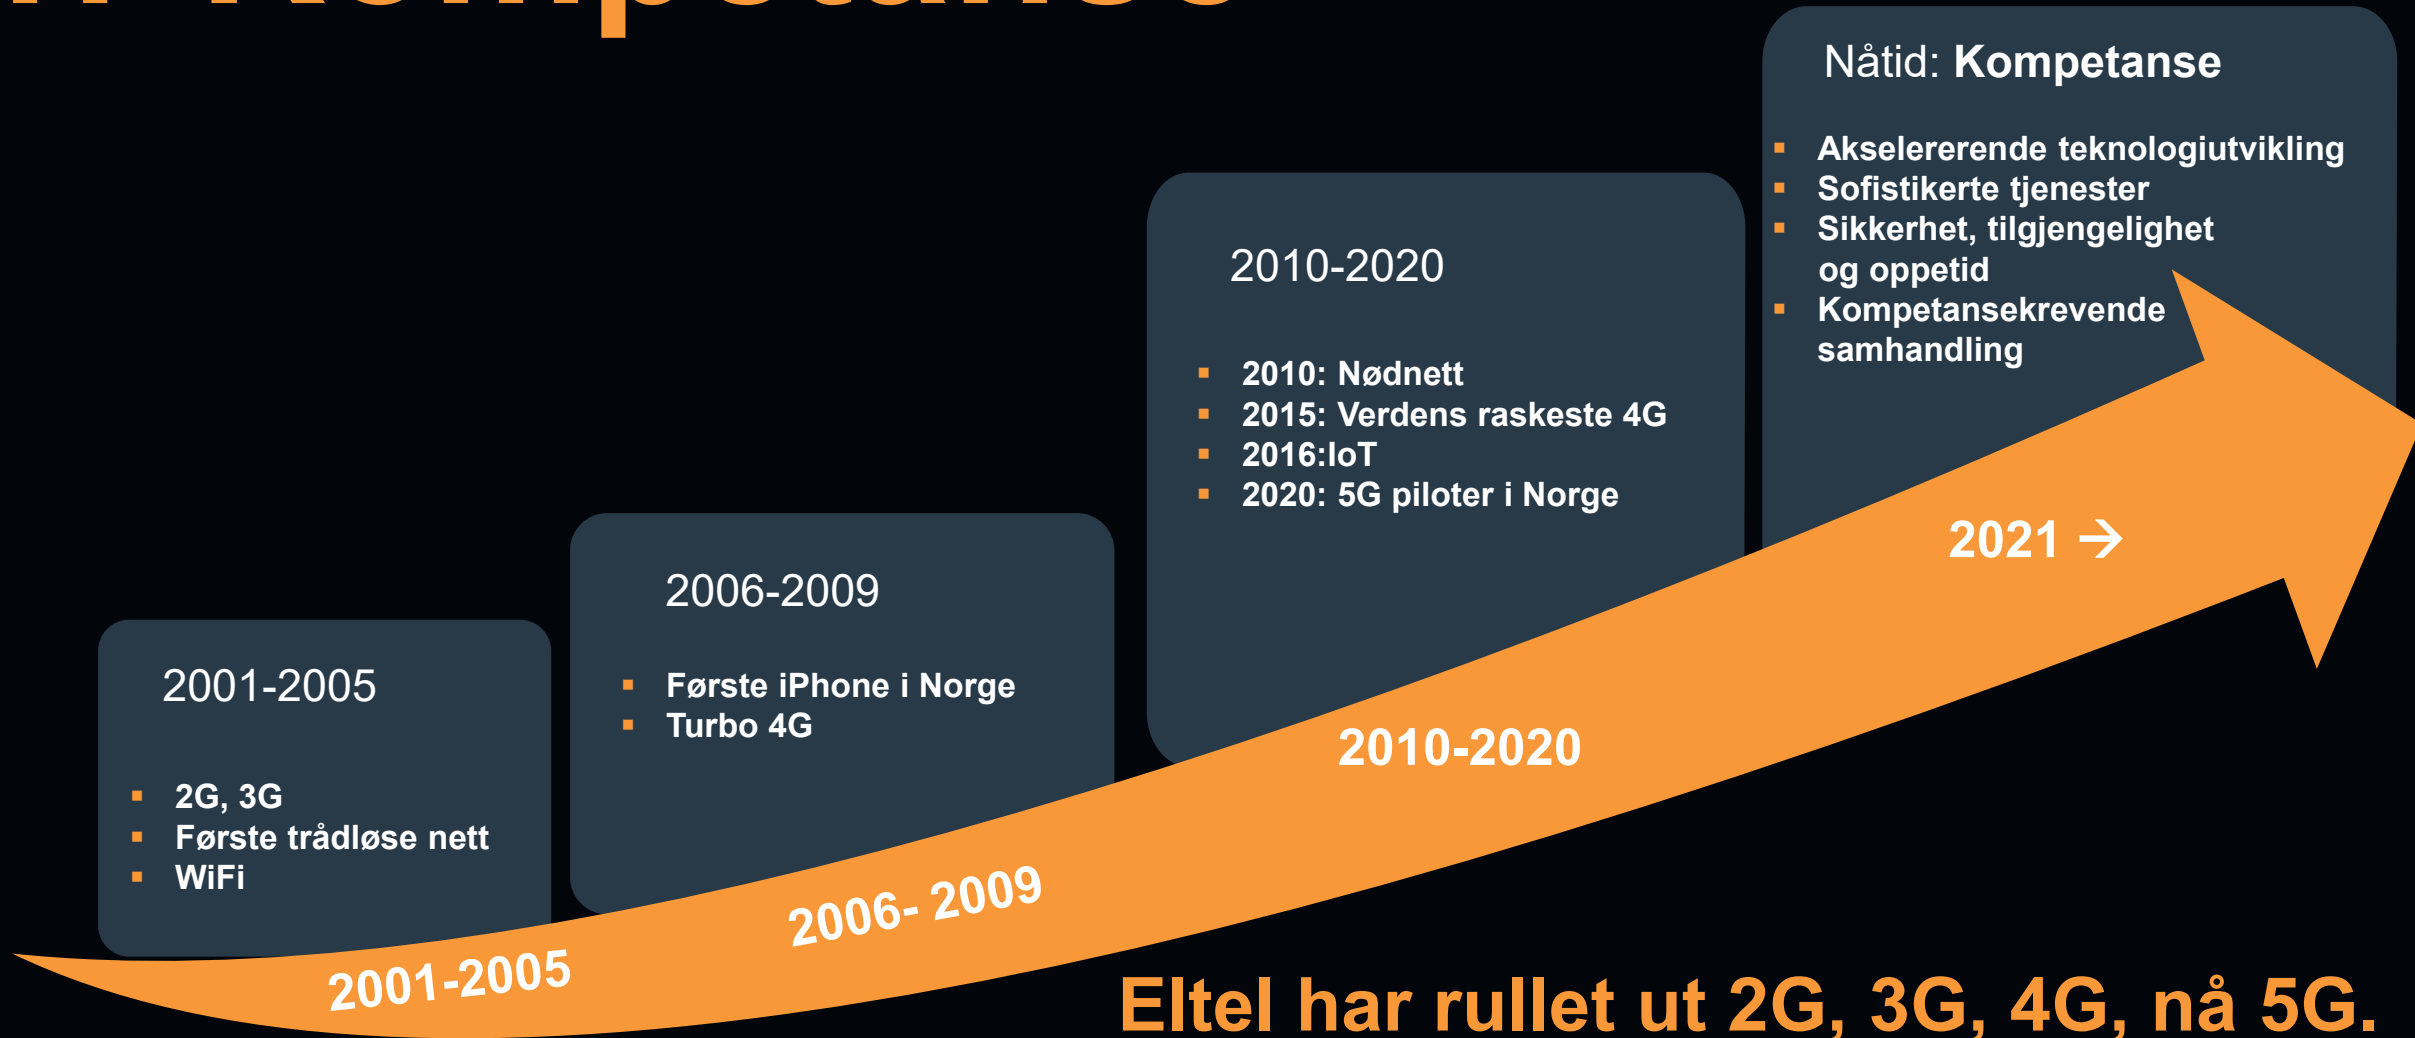 2001-2005
2G, 3G
Første trådløse nett
WiFi
2006-2009
Første iPhone i Norge
Turbo 4G
2010-2020
2010: Nødnett
2015: Verdens raskeste 4G
2016:IoT
2020: 5G piloter i Norge
Nåtid: Kompetanse
Akselererende teknologiutvikling
Sofistikerte tjenester
Sikkerhet, tilgjengelighet
og oppetid
Kompetansekrevende
samhandling
2001-2005
2006- 2009
2010-2020
2021 →
Eltel har rullet ut 2G, 3G, 4G, nå 5G.